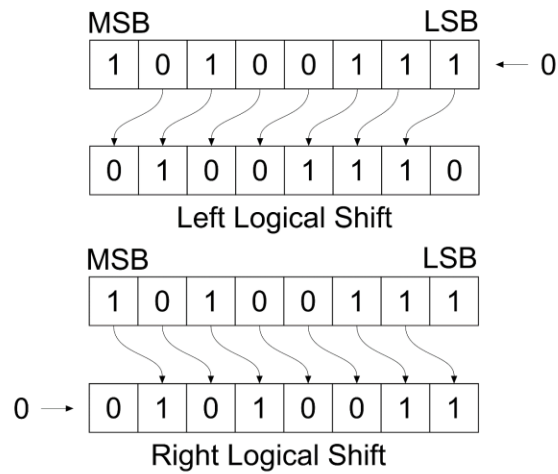 MSB LSB
1 0 1 0 0 1 1 1 0
0 1 0 0 1 1 1 0
Left Logical Shift
MSB LSB
1 0 1 0 0 1 1 1
0 0 1 0 1 0 0 1 1
Right Logical Shift